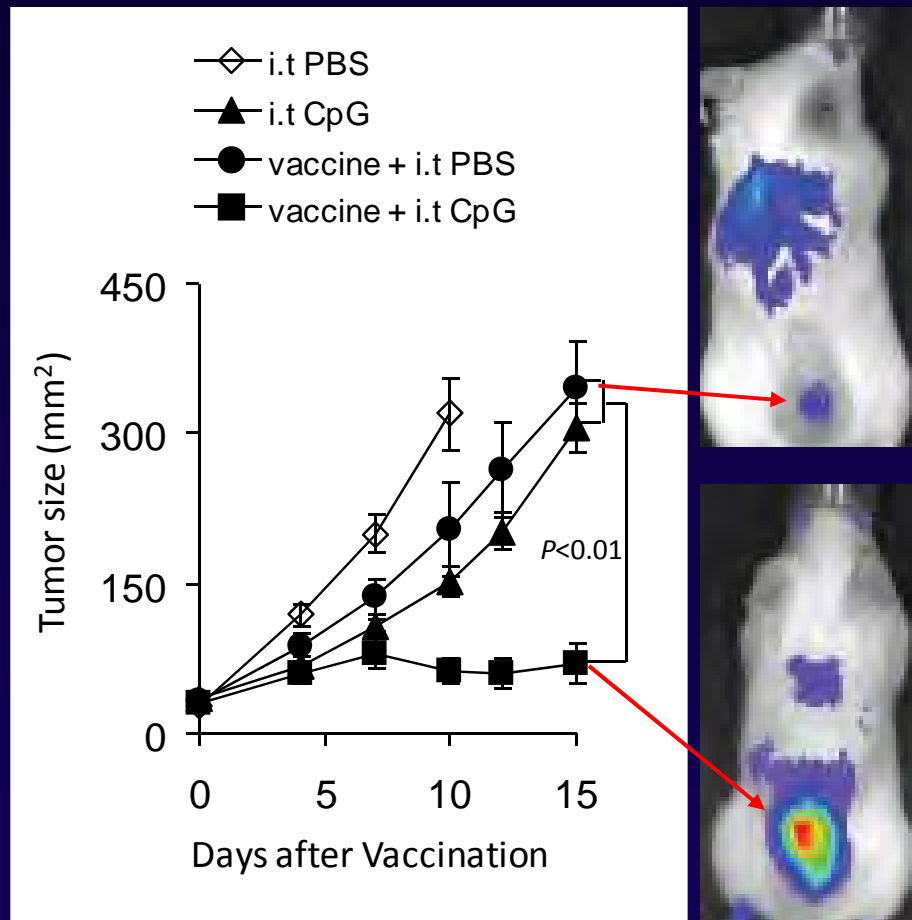 i.t PBS
i.t CpG
vaccine + i.t PBS
vaccine + i.t CpG
450
300
150
0
Tumor size (mm²)
P<0.01
0 5 10 15
Days after Vaccination